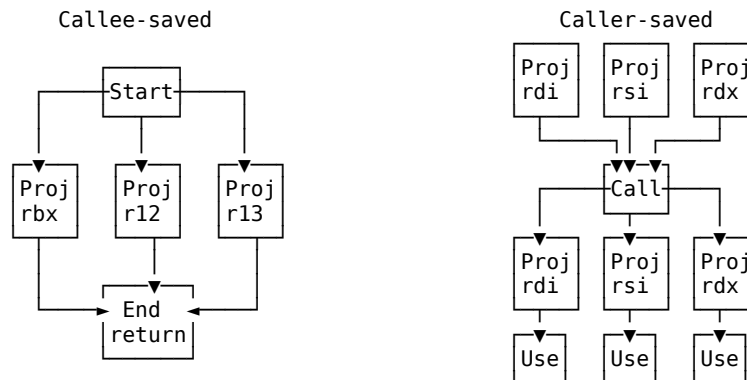 Callee-saved
Caller-saved
Start
Proj
rbx
Proj
r12
Proj
r13
End
return
Proj
rdi
Proj
rsi
Proj
rdx
Call
Proj
rdi
Proj
rsi
Proj
rdx
Use
Use
Use